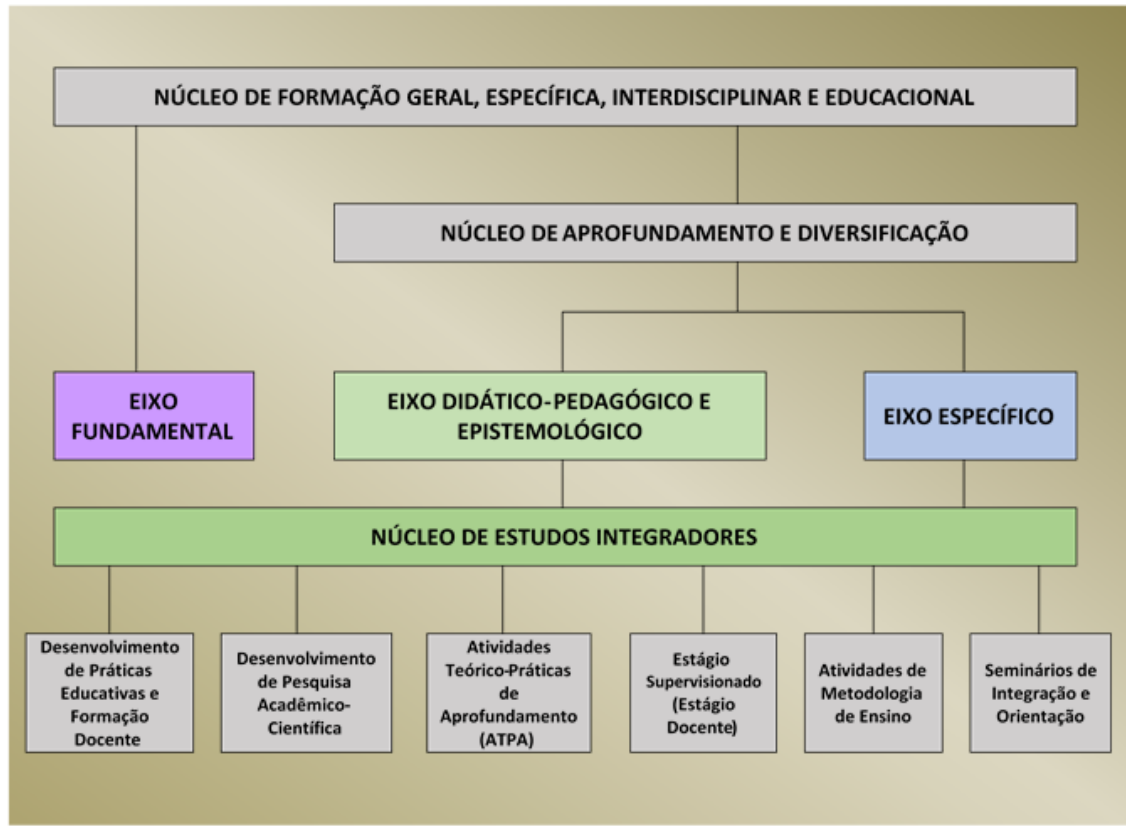 NÚCLEO DE FORMAÇÃO GERAL, ESPECÍFICA, INTERDISCIPLINAR E EDUCACIONAL
NÚCLEO DE APROFUNDAMENTO E DIVERSIFICAÇÃO
EIXO
FUNDAMENTAL
EIXO DIDÁTICO-PEDAGÓGICO E
EPISTEMOLÓGICO
EIXO ESPECÍFICO
NÚCLEO DE ESTUDOS INTEGRADORES
Desenvolvimento
de Práticas
Educativas e
Formação
Docente
Desenvolvimento
de Pesquisa
Acadêmico-
Científica
Atividades
Teórico-Práticas
de
Aprofundamento
(ATPA)
Estágio
Supervisionado
(Estágio
Docente)
Atividades de
Metodologia
de Ensino
Seminários de
Integração e
Orientação